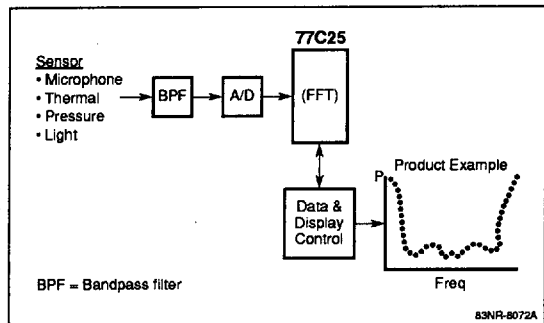 77C25
Sensor
• Microphone
• Thermal
• Pressure
• Light
BPF
A/D
(FFT)
Data &
Display
Control
Product Example
P
Freq
BPF = Bandpass filter
83NR-8072A